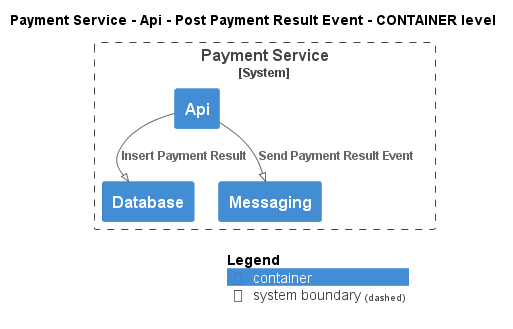 Payment Service - Api - Post Payment Result Event - CONTAINER level
Payment Service
[System]
Api
Insert Payment Result
Send Payment Result Event
Database
Messaging
Legend
container
system boundary (dashed)